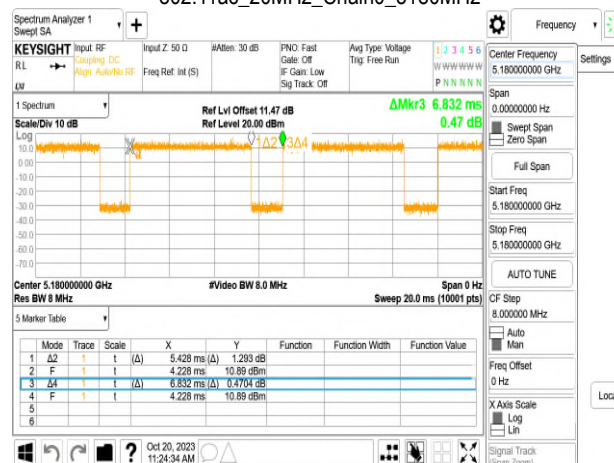 Spectrum Analyzer 1
Swept SA
+
Frequency
KEYSIGHT
Input: RF
Coupling: DC
Align: Auto/No RF
Input Z: 50 Ω
Freq Ref: Int (S)
#Atten: 30 dB
PNO: Fast
Gate: Off
IF Gain: Low
Sig Track: Off
Avg Type: Voltage
Trig: Free Run
1 2 3 4 5 6
W W W W W W
P N N N N N
RL
Center Frequency
5.180000000 GHz
Settings
Span
0.00000000 Hz
Swept Span
Zero Span
Full Span
Start Freq
5.180000000 GHz
Stop Freq
5.180000000 GHz
AUTO TUNE
CF Step
8.000000 MHz
Auto
Man
Freq Offset
0 Hz
X Axis Scale
Log
Lin
Signal Track
Loca
1 Spectrum
Scale/Div 10 dB
Ref Lvl Offset 11.47 dB
Ref Level 20.00 dBm
ΔMkr3 6.832 ms
0.47 dB
Log
10.0
0.00
-10.0
-20.0
-30.0
-40.0
-50.0
-60.0
-70.0
1Δ2
3Δ4
Center 5.180000000 GHz
Res BW 8 MHz
#Video BW 8.0 MHz
Span 0 Hz
Sweep 20.0 ms (10001 pts)
5 Marker Table
Mode Trace Scale X Y Function Function Width Function Value
1 Δ2 1 t (Δ) 5.428 ms (Δ) 1.293 dB
2 F 1 t 4.228 ms 10.89 dBm
3 Δ4 1 t (Δ) 6.832 ms (Δ) 0.4704 dB
4 F 1 t 4.228 ms 10.89 dBm
5
6
?
Oct 20, 2023
11:24:34 AM